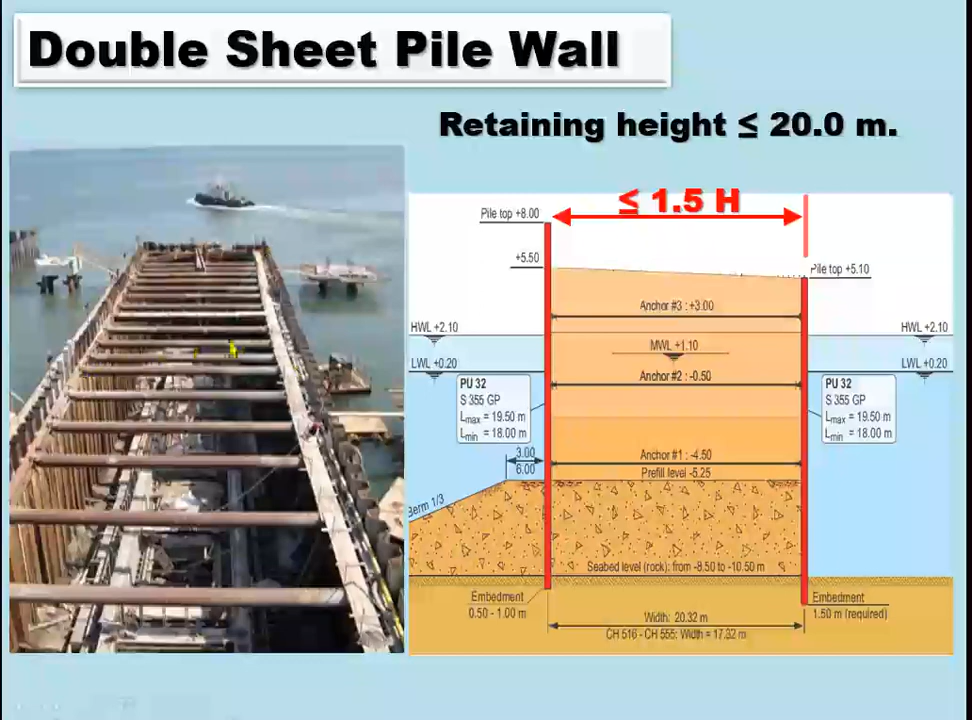 Double Sheet Pile Wall
Retaining height ≤ 20.0 m.
≤ 1.5 H
Pile top +8.00
+5.50
Pile top +5.10
Anchor #3 : +3.00
HWL +2.10
HWL +2.10
MWL +1.10
LWL +0.20
LWL +0.20
Anchor #2 : -0.50
PU 32
S 355 GP
Lmax = 19.50 m
Lmin = 18.00 m
PU 32
S 355 GP
Lmax = 19.50 m
Lmin = 18.00 m
3.00
6.00
Anchor #1 : -4.50
Prefill level -5.25
Berm 1/3
Seabed level (rock): from -8.50 to -10.50 m
Embedment
0.50 - 1.00 m
Embedment
1.50 m (required)
Width: 20.32 m
CH 516 - CH 555: Width = 17.32 m